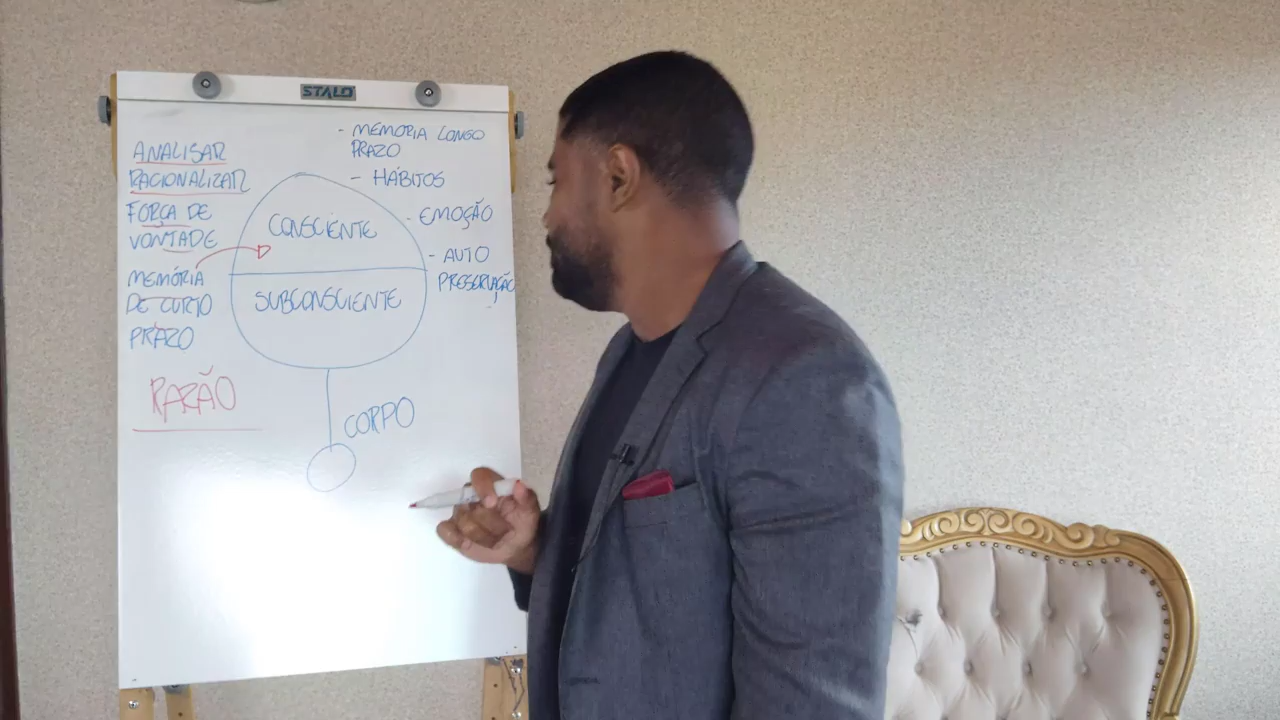 STALO
ANALISAR
RACIONALIZAR
FORÇA DE
VONTADE
MEMÓRIA
DE CURTO
PRAZO
RAZÃO
CONSCIENTE
SUBCONSCIENTE
CORPO
- MEMORIA LONGO
PRAZO
- HÁBITOS
- EMOÇÃO
- AUTO
PRESERVAÇÃO